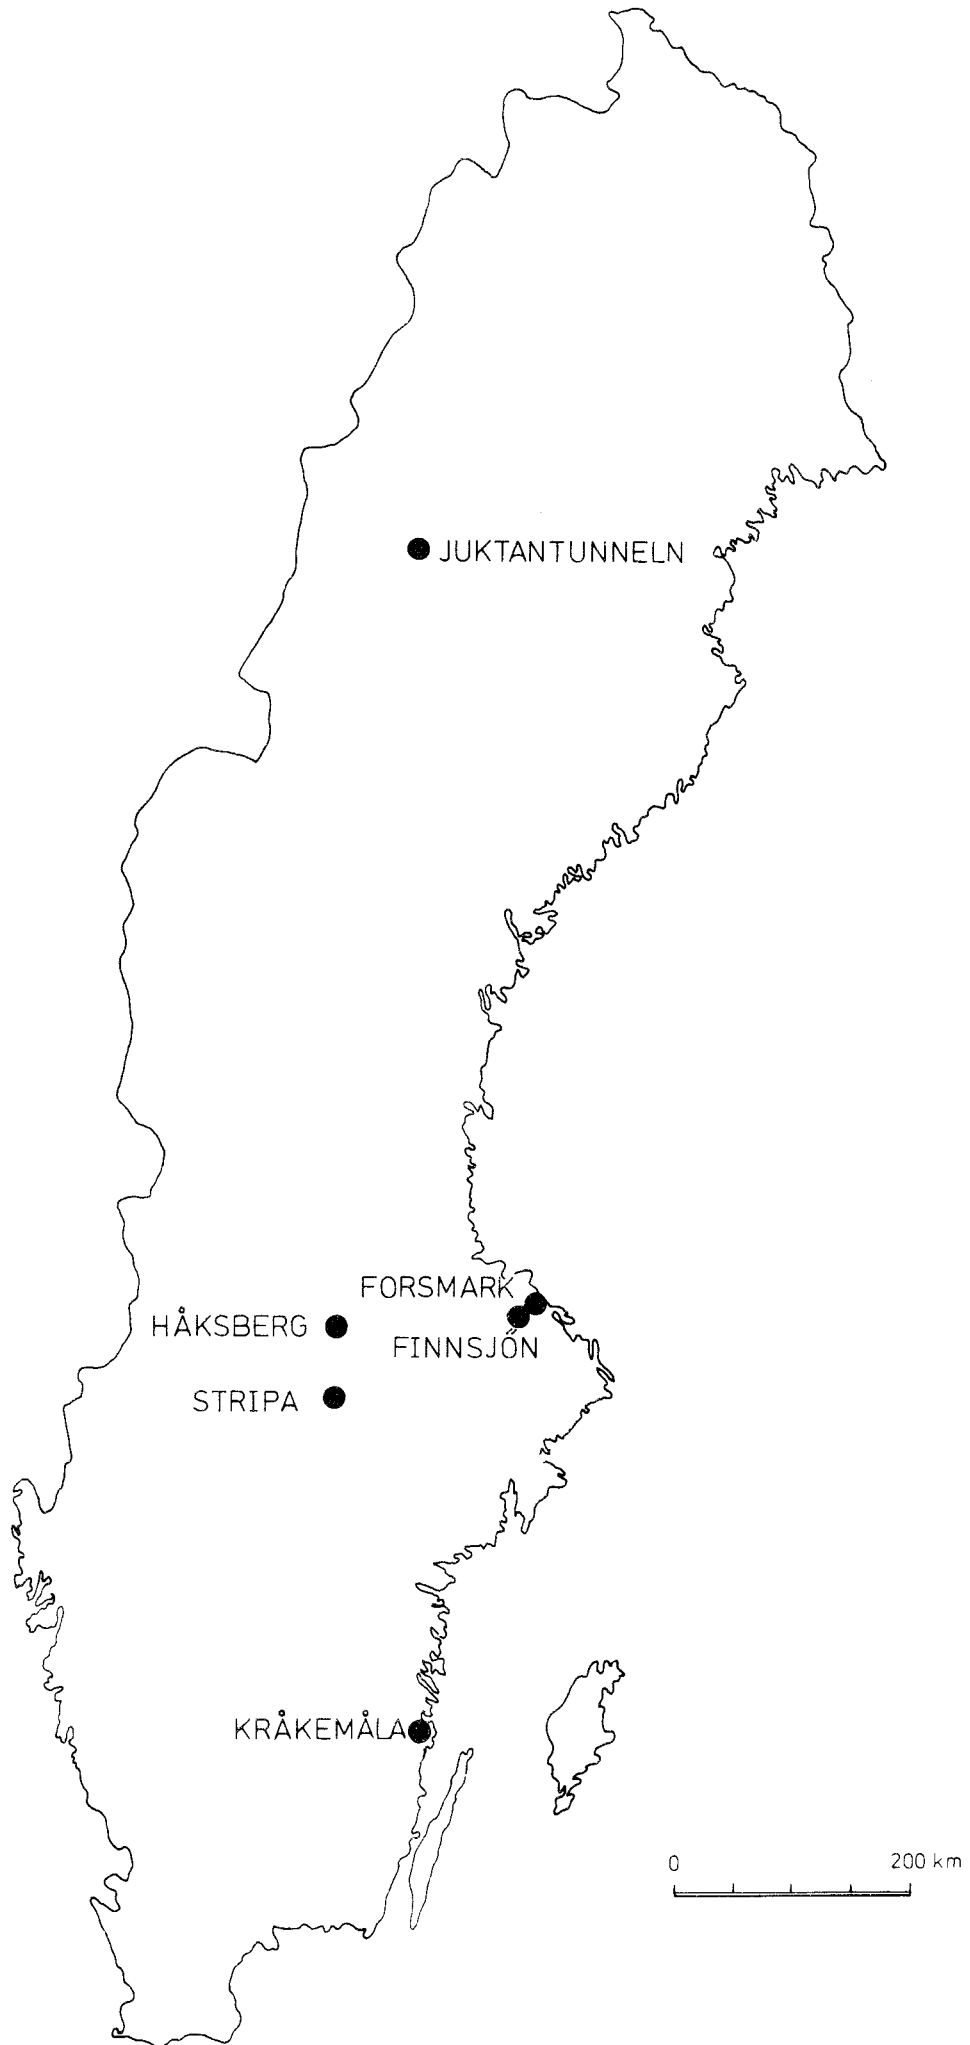 JUKTANTUNNELN
FORSMARK
HÅKSBERG
FINNSJÖN
STRIPA
KRÅKEMÅLA
0 200 km